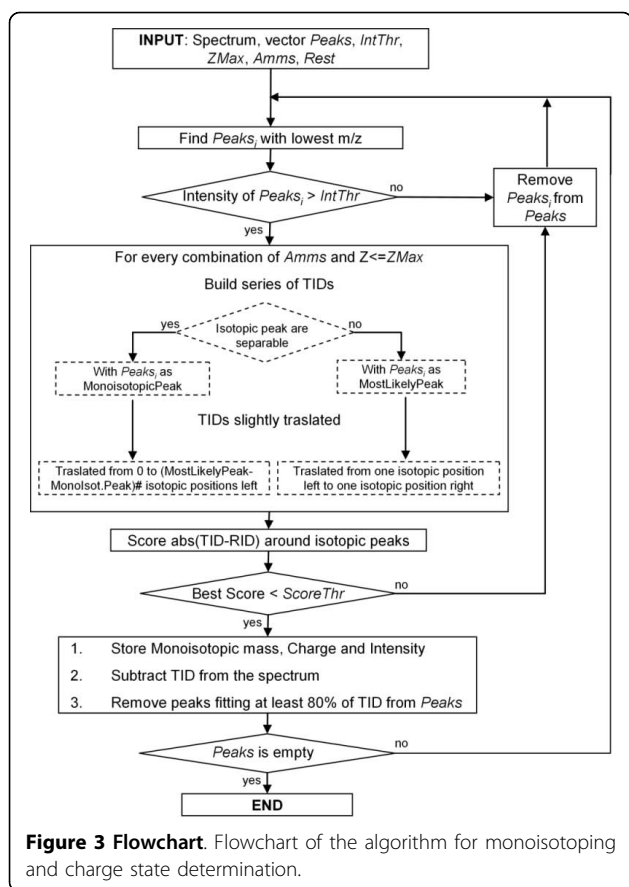 INPUT: Spectrum, vector Peaks, IntThr,
ZMax, Amms, Rest
Find Peaksi with lowest m/z
Intensity of Peaksi > IntThr
no
Remove
Peaksi from
Peaks
yes
For every combination of Amms and Z<=ZMax
Build series of TIDs
yes
Isotopic peak are
separable
no
With Peaksi as
MonoisotopicPeak
With Peaksi as
MostLikelyPeak
TIDs slightly traslated
Traslated from 0 to (MostLikelyPeak-
MonoIsot.Peak)# isotopic positions left
Traslated from one isotopic position
left to one isotopic position right
Score abs(TID-RID) around isotopic peaks
Best Score < ScoreThr
no
yes
1. Store Monoisotopic mass, Charge and Intensity
2. Subtract TID from the spectrum
3. Remove peaks fitting at least 80% of TID from Peaks
Peaks is empty
no
yes
END
Figure 3 Flowchart. Flowchart of the algorithm for monoisotoping
and charge state determination.